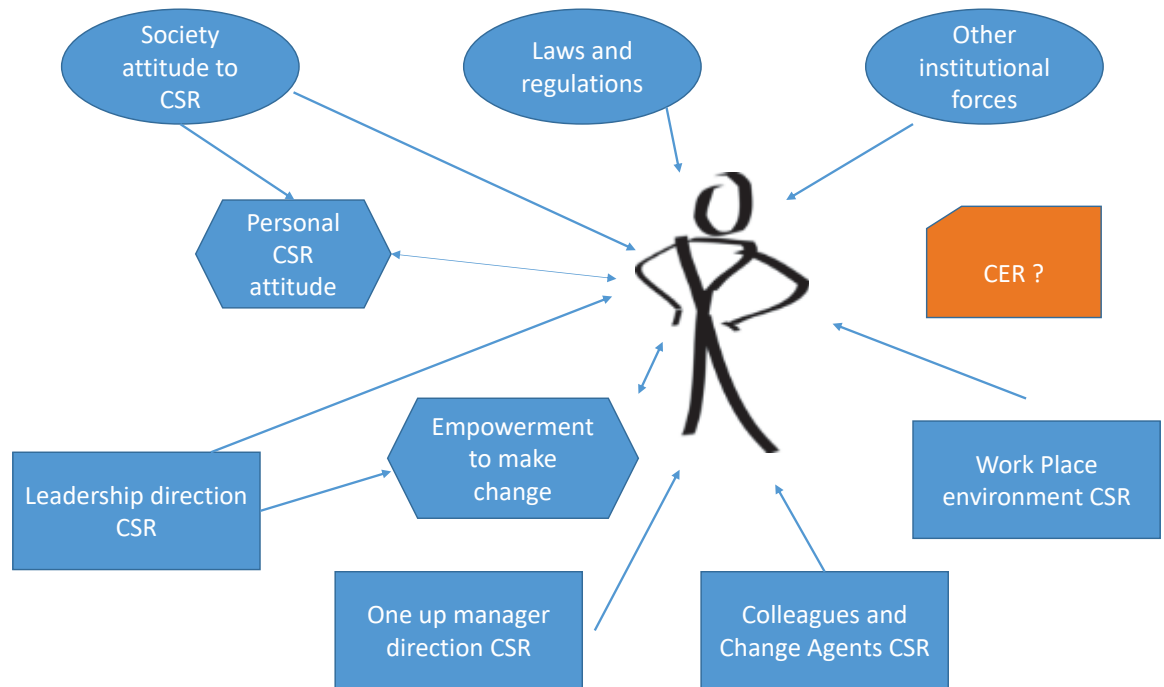 Society
attitude to
CSR
Laws and
regulations
Other
institutional
forces
Personal
CSR
attitude
CER ?
Empowerment
to make
change
Leadership direction
CSR
Work Place
environment CSR
One up manager
direction CSR
Colleagues and
Change Agents CSR